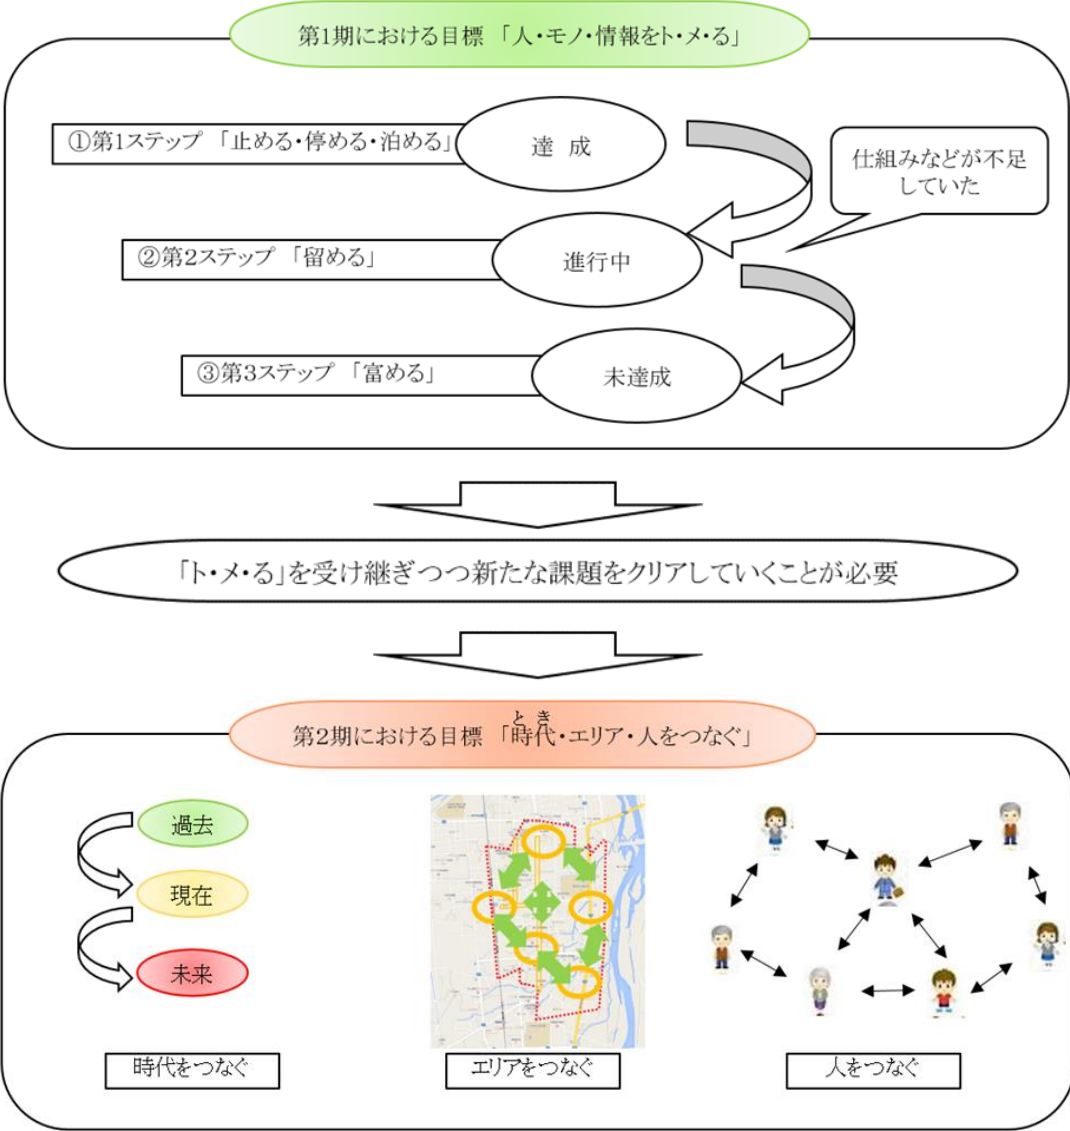 第1期における目標 「人・モノ・情報をト・メ・る」
①第1ステップ 「止める・停める・泊める」
達 成
仕組みなどが不足
していた
②第2ステップ 「留める」
進行中
③第3ステップ 「富める」
未達成
「ト・メ・る」を受け継ぎつつ新たな課題をクリアしていくことが必要
とき
第2期における目標 「時代・エリア・人をつなぐ」
過去
現在
未来
時代をつなぐ
エリアをつなぐ
人をつなぐ